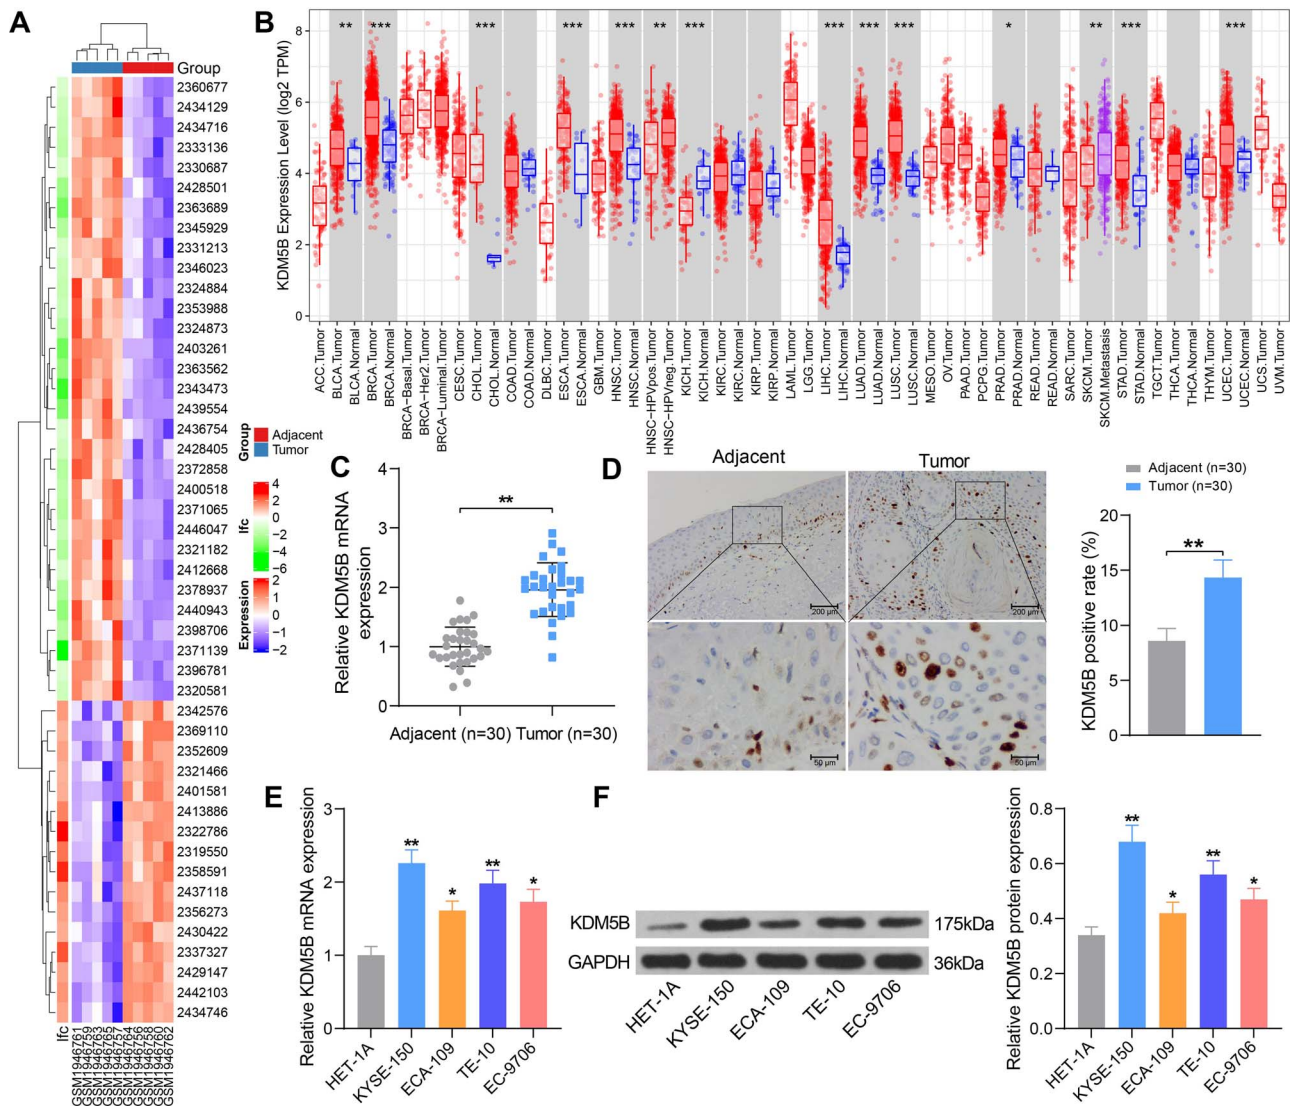 A
Group
2360677
2434129
2434716
2333136
2330687
2428501
2363689
2345929
2331213
2346023
2324884
2353988
2324873
2403261
2363562
2343473
2439554
2436754
2428405
2372858
2400518
2371065
2446047
2321182
2412668
2378937
2440943
2398706
2371139
2396781
2320581
2342576
2369110
2352609
2321466
2401581
2413886
2322786
2319550
2358591
2437118
2356273
2430422
2337327
2429147
2442103
2434746
lfc
GSM1946761
GSM1946759
GSM1946763
GSM1946765
GSM1946757
GSM1946764
GSM1946756
GSM1946758
GSM1946760
GSM1946762
Group
Adjacent
Tumor
lfc
4
2
0
−2
−4
−6
Expression
2
1
0
−1
−2
B
KDM5B Expression Level (log2 TPM)
8
6
4
2
0
** *** *** *** *** ** *** *** *** *** * ** *** ***
ACC.Tumor
BLCA.Tumor
BLCA.Normal
BRCA.Tumor
BRCA.Normal
BRCA−Basal.Tumor
BRCA−Her2.Tumor
BRCA−Luminal.Tumor
CESC.Tumor
CHOL.Tumor
CHOL.Normal
COAD.Tumor
COAD.Normal
DLBC.Tumor
ESCA.Tumor
ESCA.Normal
GBM.Tumor
HNSC.Tumor
HNSC.Normal
HNSC−HPVpos.Tumor
HNSC−HPVneg.Tumor
KICH.Tumor
KICH.Normal
KIRC.Tumor
KIRC.Normal
KIRP.Tumor
KIRP.Normal
LAML.Tumor
LGG.Tumor
LIHC.Tumor
LIHC.Normal
LUAD.Tumor
LUAD.Normal
LUSC.Tumor
LUSC.Normal
MESO.Tumor
OV.Tumor
PAAD.Tumor
PCPG.Tumor
PRAD.Tumor
PRAD.Normal
READ.Tumor
READ.Normal
SARC.Tumor
SKCM.Tumor
SKCM.Metastasis
STAD.Tumor
STAD.Normal
TGCT.Tumor
THCA.Tumor
THCA.Normal
THYM.Tumor
UCEC.Tumor
UCEC.Normal
UCS.Tumor
UVM.Tumor
C
Relative KDM5B mRNA
expression
4
3
2
1
0
**
Adjacent (n=30) Tumor (n=30)
D
Adjacent
Tumor
200 µm
200 µm
50 µm
50 µm
Adjacent (n=30)
Tumor (n=30)
KDM5B positive rate (%)
20
15
10
5
0
**
E
Relative KDM5B mRNA expression
3
2
1
0
** * ** *
HET-1A
KYSE-150
ECA-109
TE-10
EC-9706
F
KDM5B
175kDa
GAPDH
36kDa
HET-1A
KYSE-150
ECA-109
TE-10
EC-9706
Relative KDM5B protein expression
0.8
0.6
0.4
0.2
0.0
** * ** *
HET-1A
KYSE-150
ECA-109
TE-10
EC-9706